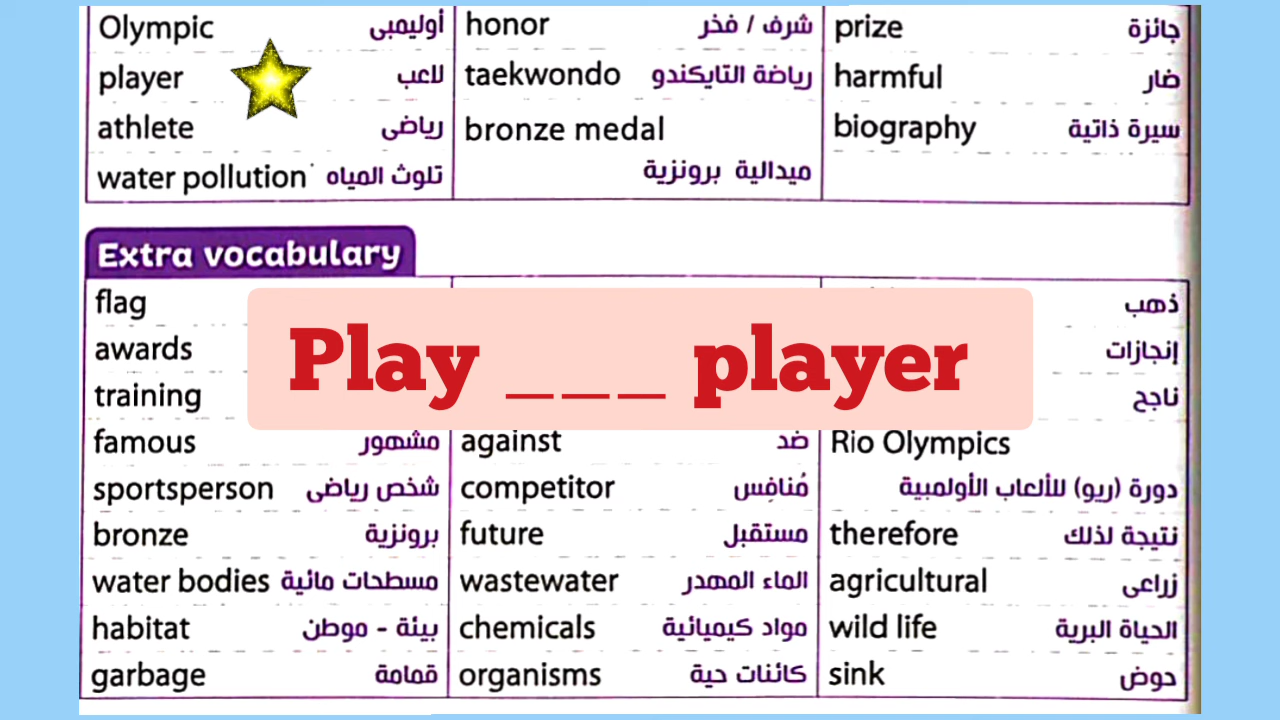 Olympic أوليمبى honor شرف / فخر prize جائزة
player لاعب taekwondo رياضة التايكندو harmful ضار
athlete رياضى bronze medal biography سيرة ذاتية
water pollution تلوث المياه ميدالية برونزية
Extra vocabulary
flag ذهب
awards إنجازات
training ناجح
Play _ _ _ player
famous مشهور against ضد Rio Olympics
sportsperson شخص رياضى competitor مُنافِس دورة (ريو) للألعاب الأولمبية
bronze برونزية future مستقبل therefore نتيجة لذلك
water bodies مسطحات مائية wastewater الماء المهدر agricultural زراعى
habitat بيئة - موطن chemicals مواد كيميائية wild life الحياة البرية
garbage قمامة organisms كائنات حية sink حوض